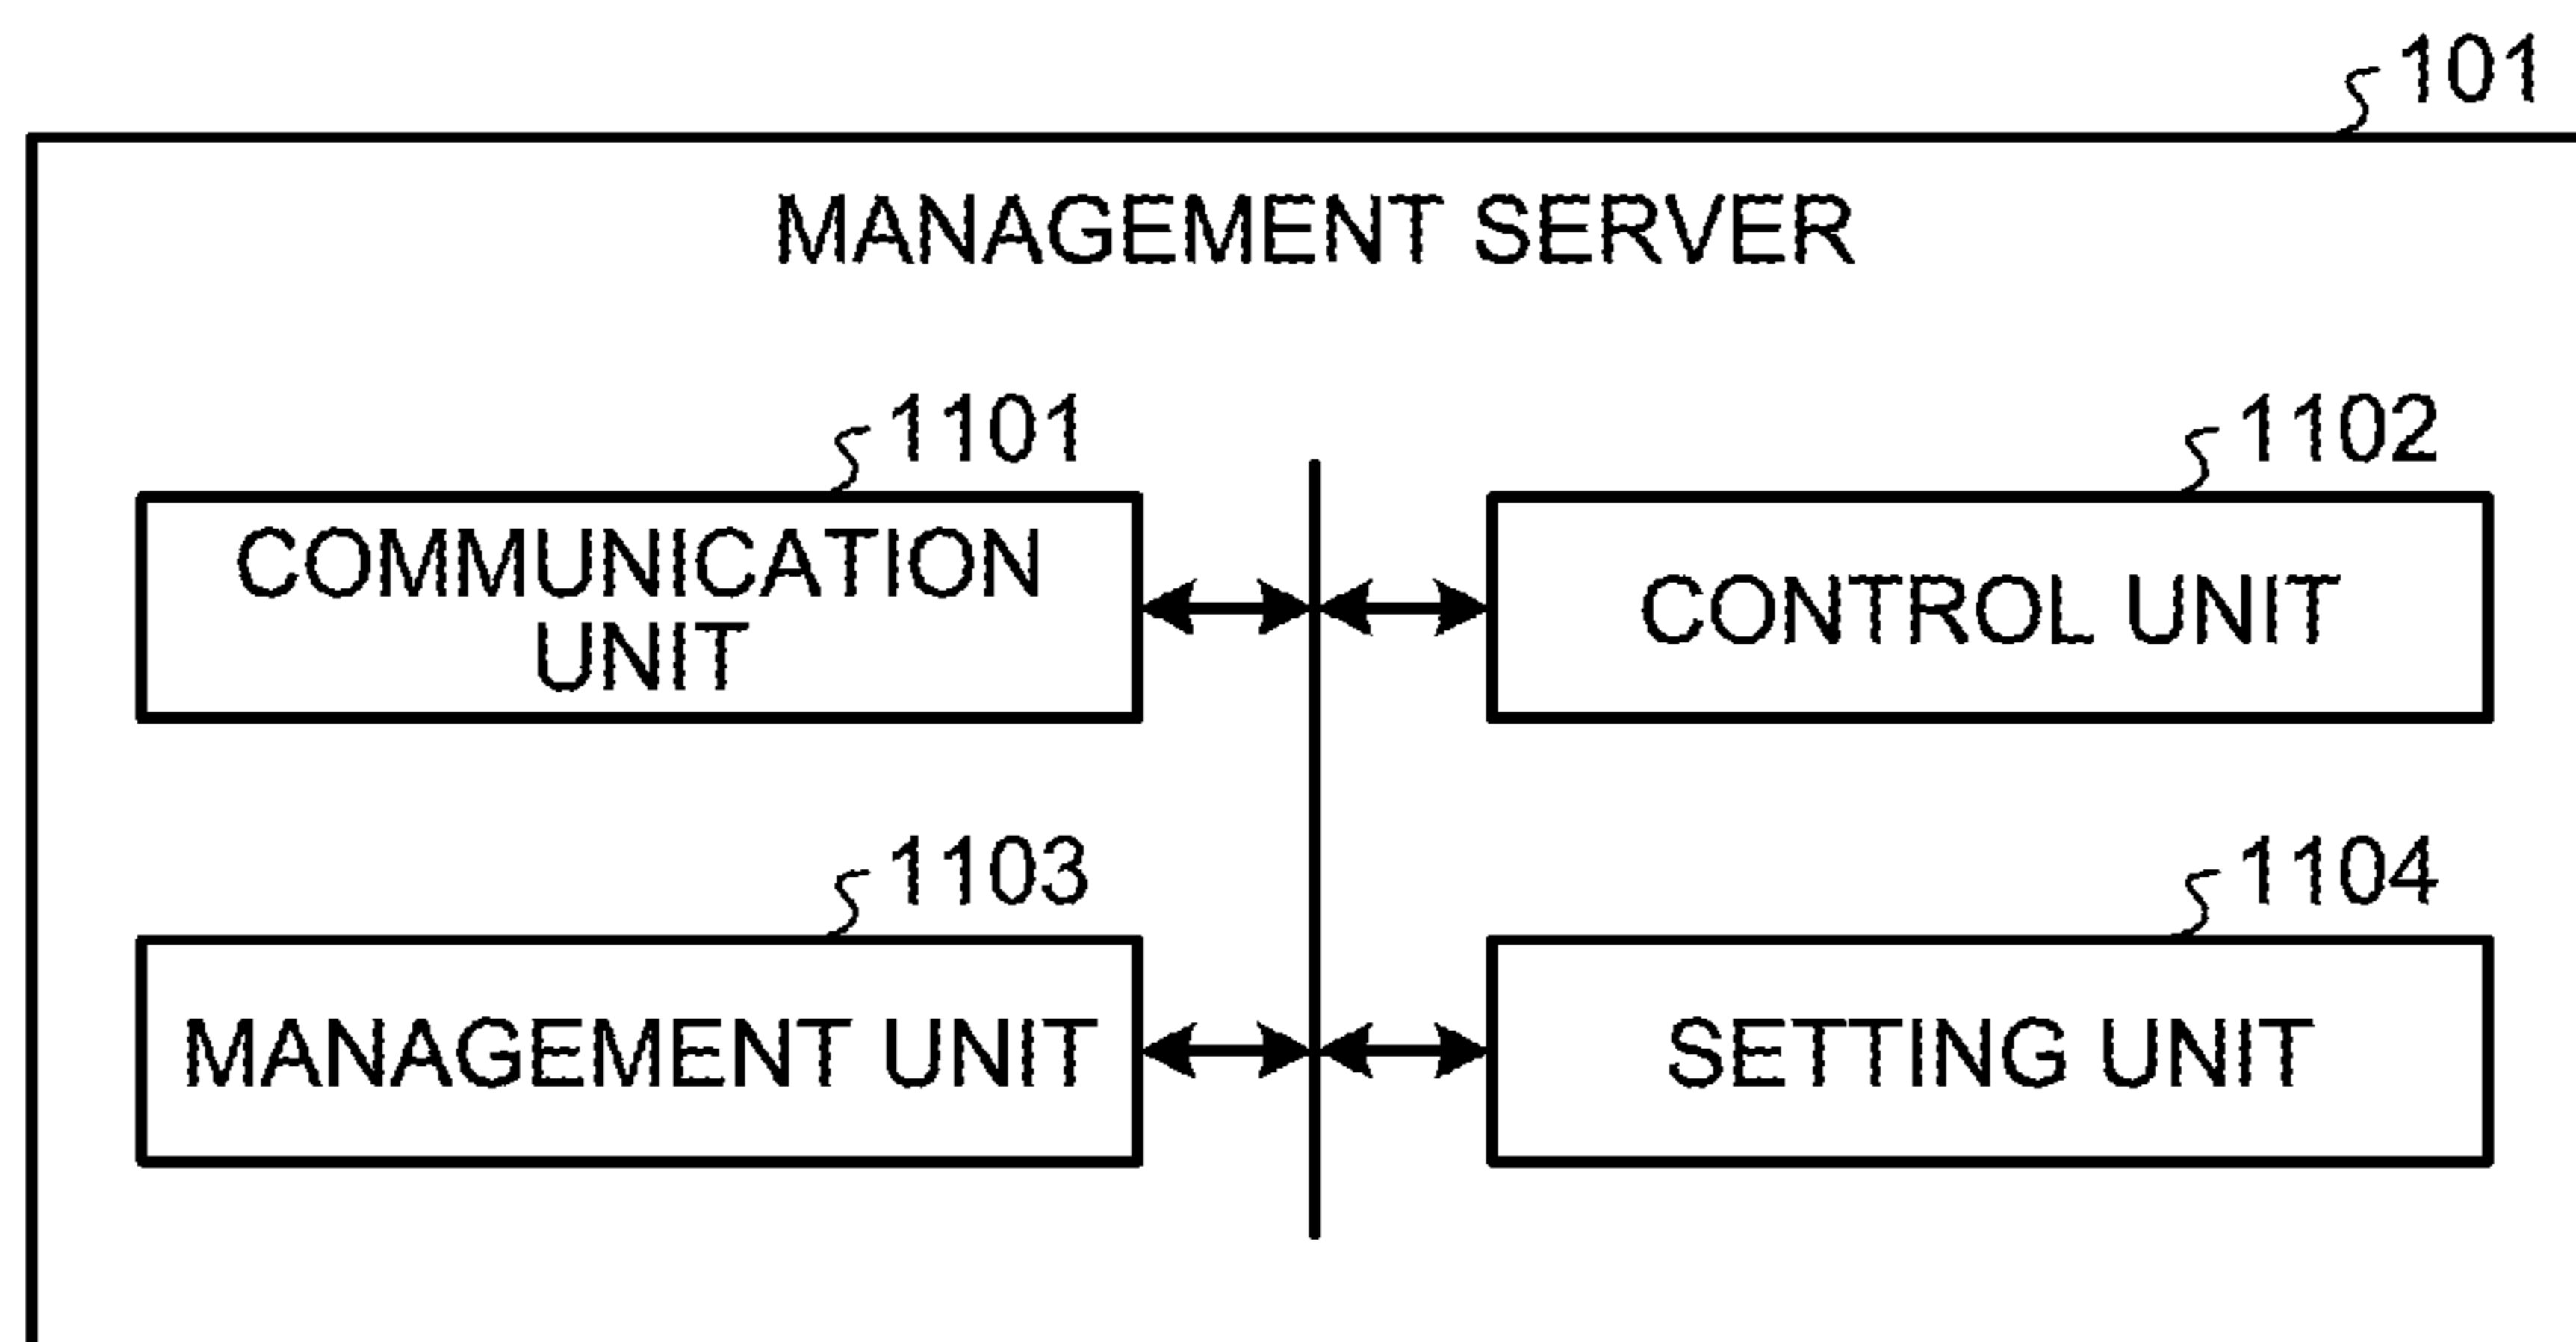 101
MANAGEMENT SERVER
1101
1102
COMMUNICATION
UNIT
CONTROL UNIT
1103
1104
MANAGEMENT UNIT
SETTING UNIT